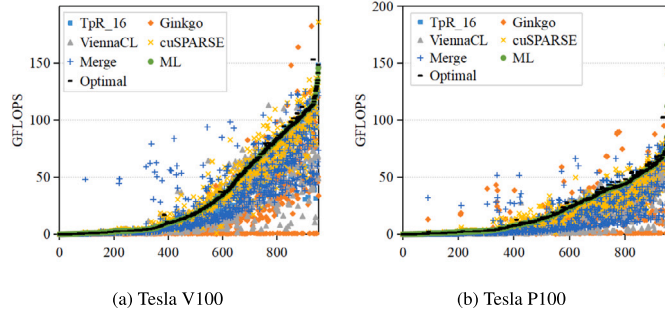 TpR_16 Ginkgo
ViennaCL cuSPARSE
Merge ML
Optimal
GFLOPS
150
100
50
0
0 200 400 600 800
(a) Tesla V100
TpR_16 Ginkgo
ViennaCL cuSPARSE
Merge ML
Optimal
GFLOPS
200
150
100
50
0
0 200 400 600 800
(b) Tesla P100